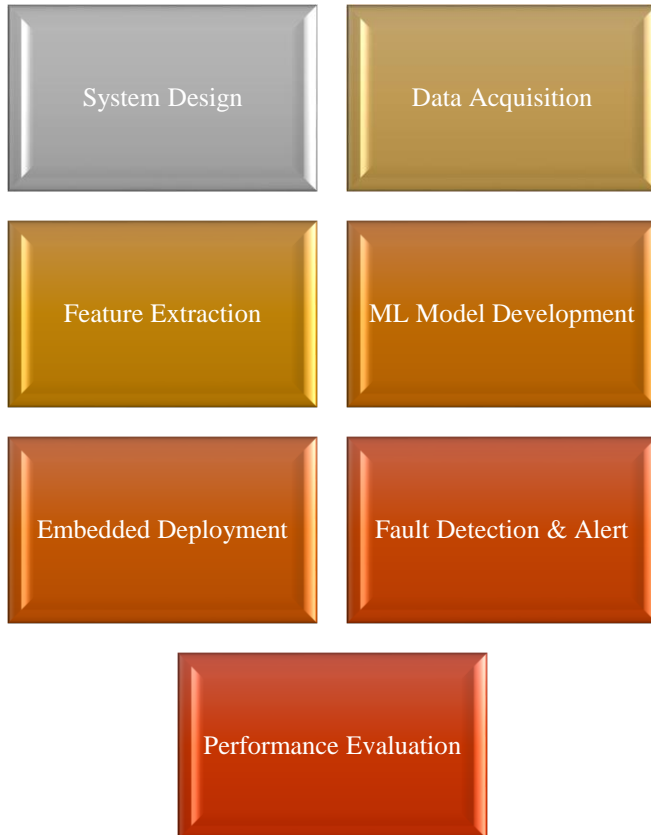 System Design
Data Acquisition
Feature Extraction
ML Model Development
Embedded Deployment
Fault Detection & Alert
Performance Evaluation